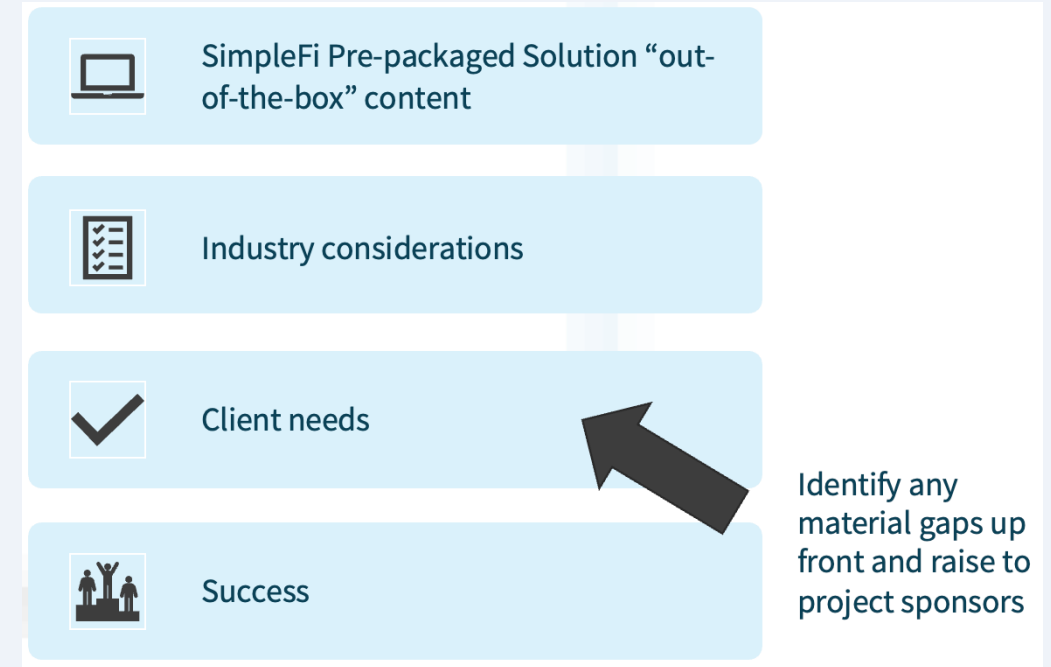 SimpleFi Pre-packaged Solution “out-
of-the-box” content
Industry considerations
Client needs
Identify any
material gaps up
front and raise to
project sponsors
Success